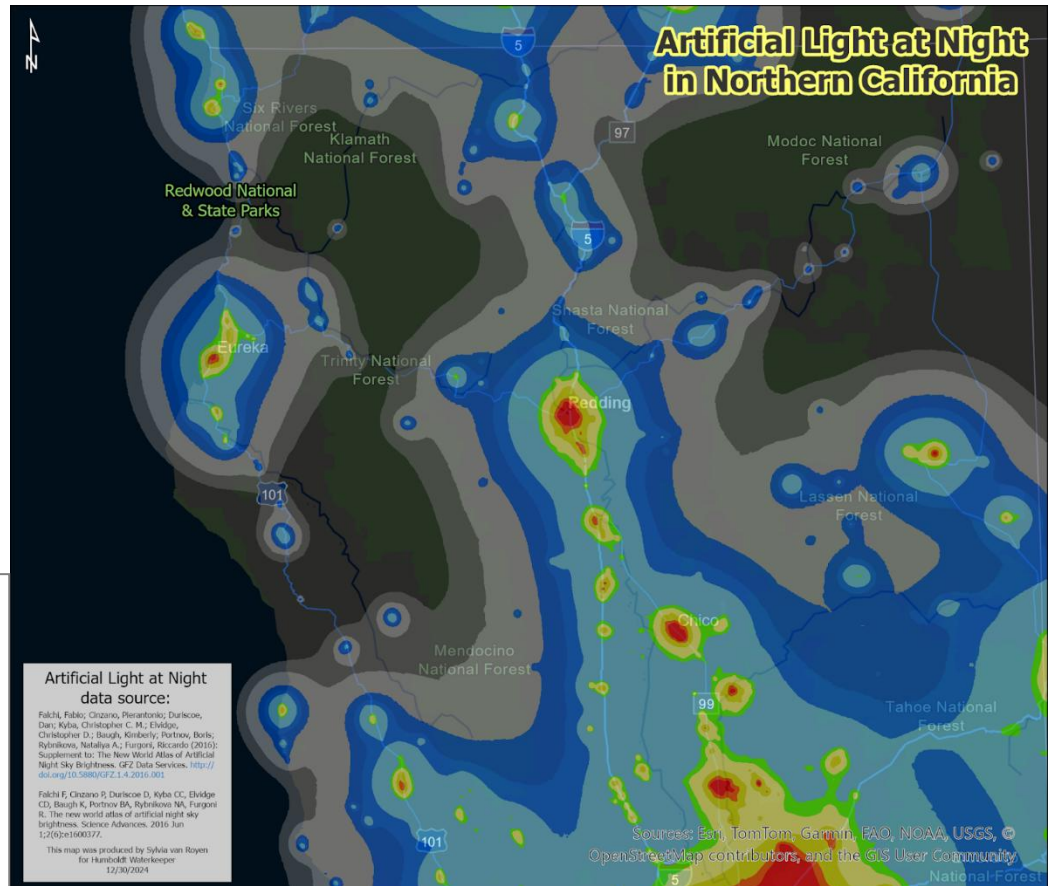 N
Artificial Light at Night
in Northern California
5
97
Six Rivers
National Forest
Klamath
National Forest
Modoc National
Forest
Redwood National
& State Parks
5
Shasta National
Forest
Eureka
Trinity National
Forest
Redding
101
Lassen National
Forest
Chico
Mendocino
National Forest
99
Tahoe National
Forest
101
5
National Forest
Artificial Light at Night
data source:
Falchi, Fabio; Cinzano, Pierantonio; Duriscoe,
Dan; Kyba, Christopher C. M.; Elvidge,
Christopher D.; Baugh, Kimberly; Portnov, Boris;
Rybnikova, Nataliya A.; Furgoni, Riccardo (2016):
Supplement to: The New World Atlas of Artificial
Night Sky Brightness. GFZ Data Services. http://
doi.org/10.5880/GFZ.1.4.2016.001
Falchi F, Cinzano P, Duriscoe D, Kyba CC, Elvidge
CD, Baugh K, Portnov BA, Rybnikova NA, Furgoni
R. The new world atlas of artificial night sky
brightness. Science Advances. 2016 Jun
1;2(6):e1600377.
This map was produced by Sylvia van Royen
for Humboldt Waterkeeper
12/30/2024
Sources: Esri, TomTom, Garmin, FAO, NOAA, USGS, ©
OpenStreetMap contributors, and the GIS User Community